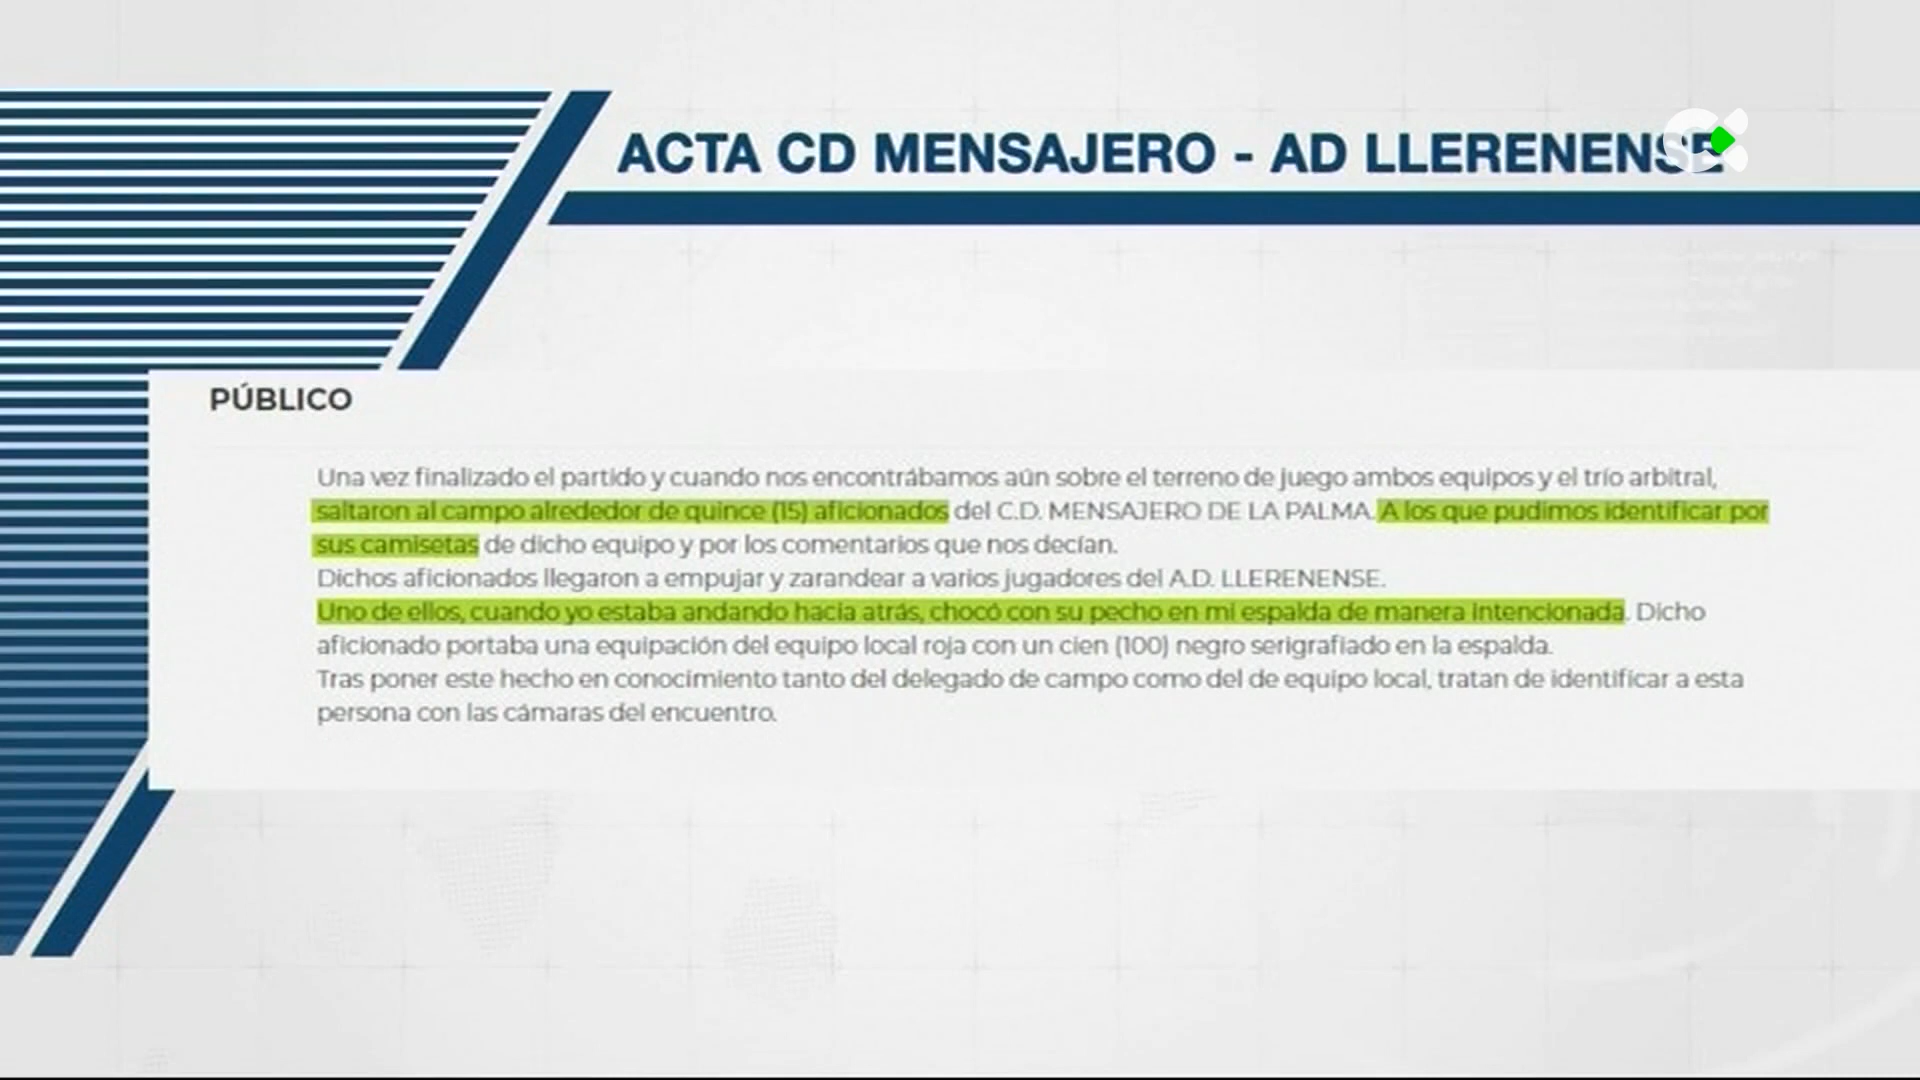 ACTA CD MENSAJERO - AD LLERENENSE
PÚBLICO
Una vez finalizado el partido y cuando nos encontrábamos aún sobre el terreno de juego ambos equipos y el trío arbitral,
saltaron al campo alrededor de quince (15) aficionados del C.D. MENSAJERO DE LA PALMA. A los que pudimos identificar por
sus camisetas de dicho equipo y por los comentarios que nos decían.
Dichos aficionados llegaron a empujar y zarandear a varios jugadores del A.D. LLERENENSE.
Uno de ellos, cuando yo estaba andando hacia atrás, chocó con su pecho en mi espalda de manera intencionada. Dicho
aficionado portaba una equipación del equipo local roja con un cien (100) negro serigrafiado en la espalda.
Tras poner este hecho en conocimiento tanto del delegado de campo como del de equipo local, tratan de identificar a esta
persona con las cámaras del encuentro.